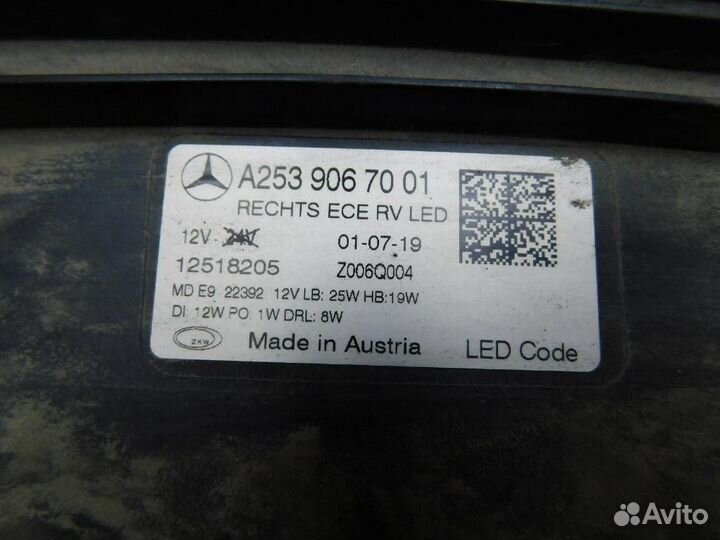 A253 906 70 01
RECHTS ECE RV LED
12V 24V 01-07-19
12518205 Z006Q004
MD E9 22392 12V LB: 25W HB:19W
DI: 12W PO: 1W DRL: 8W
ZKW Made in Austria LED Code
Avito